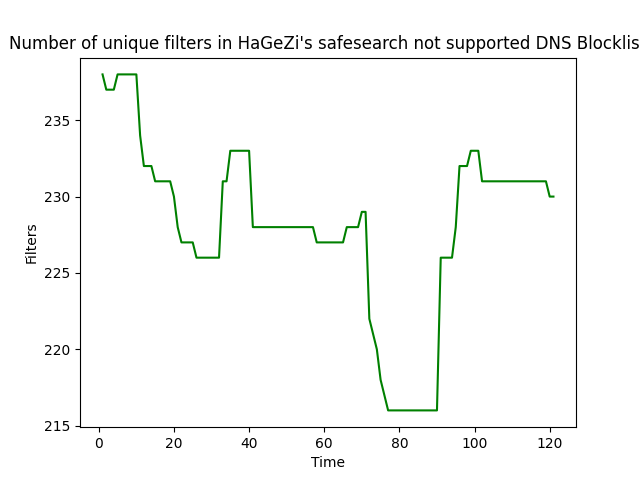 Number of unique filters in HaGeZi's safesearch not supported DNS Blocklis
235
230
225
220
215
Filters
0 20 40 60 80 100 120
Time